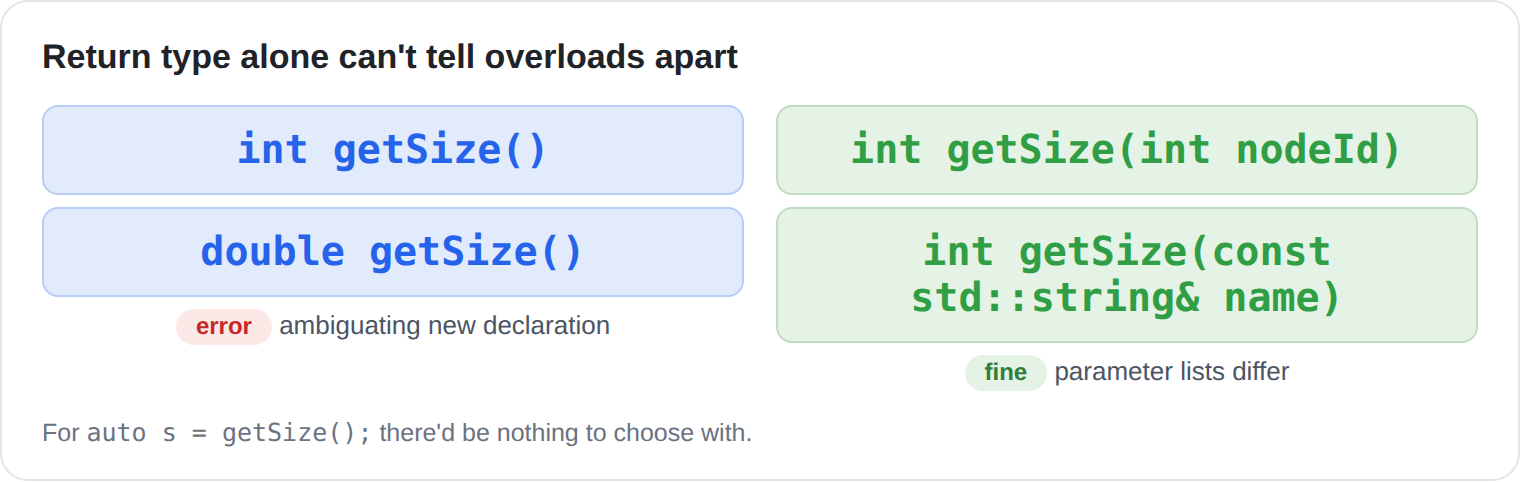 Return type alone can't tell overloads apart
int getSize()
double getSize()
error ambiguating new declaration
int getSize(int nodeId)
int getSize(const
std::string& name)
fine parameter lists differ
For auto s = getSize(); there'd be nothing to choose with.